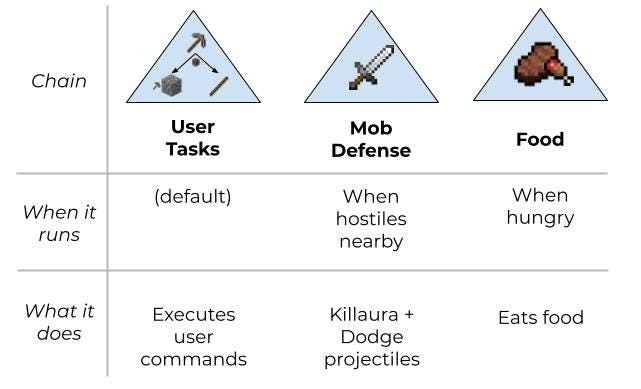 Chain
User
Tasks
Mob
Defense
Food
When it
runs
(default)
When
hostiles
nearby
When
hungry
What it
does
Executes
user
commands
Killaura +
Dodge
projectiles
Eats food